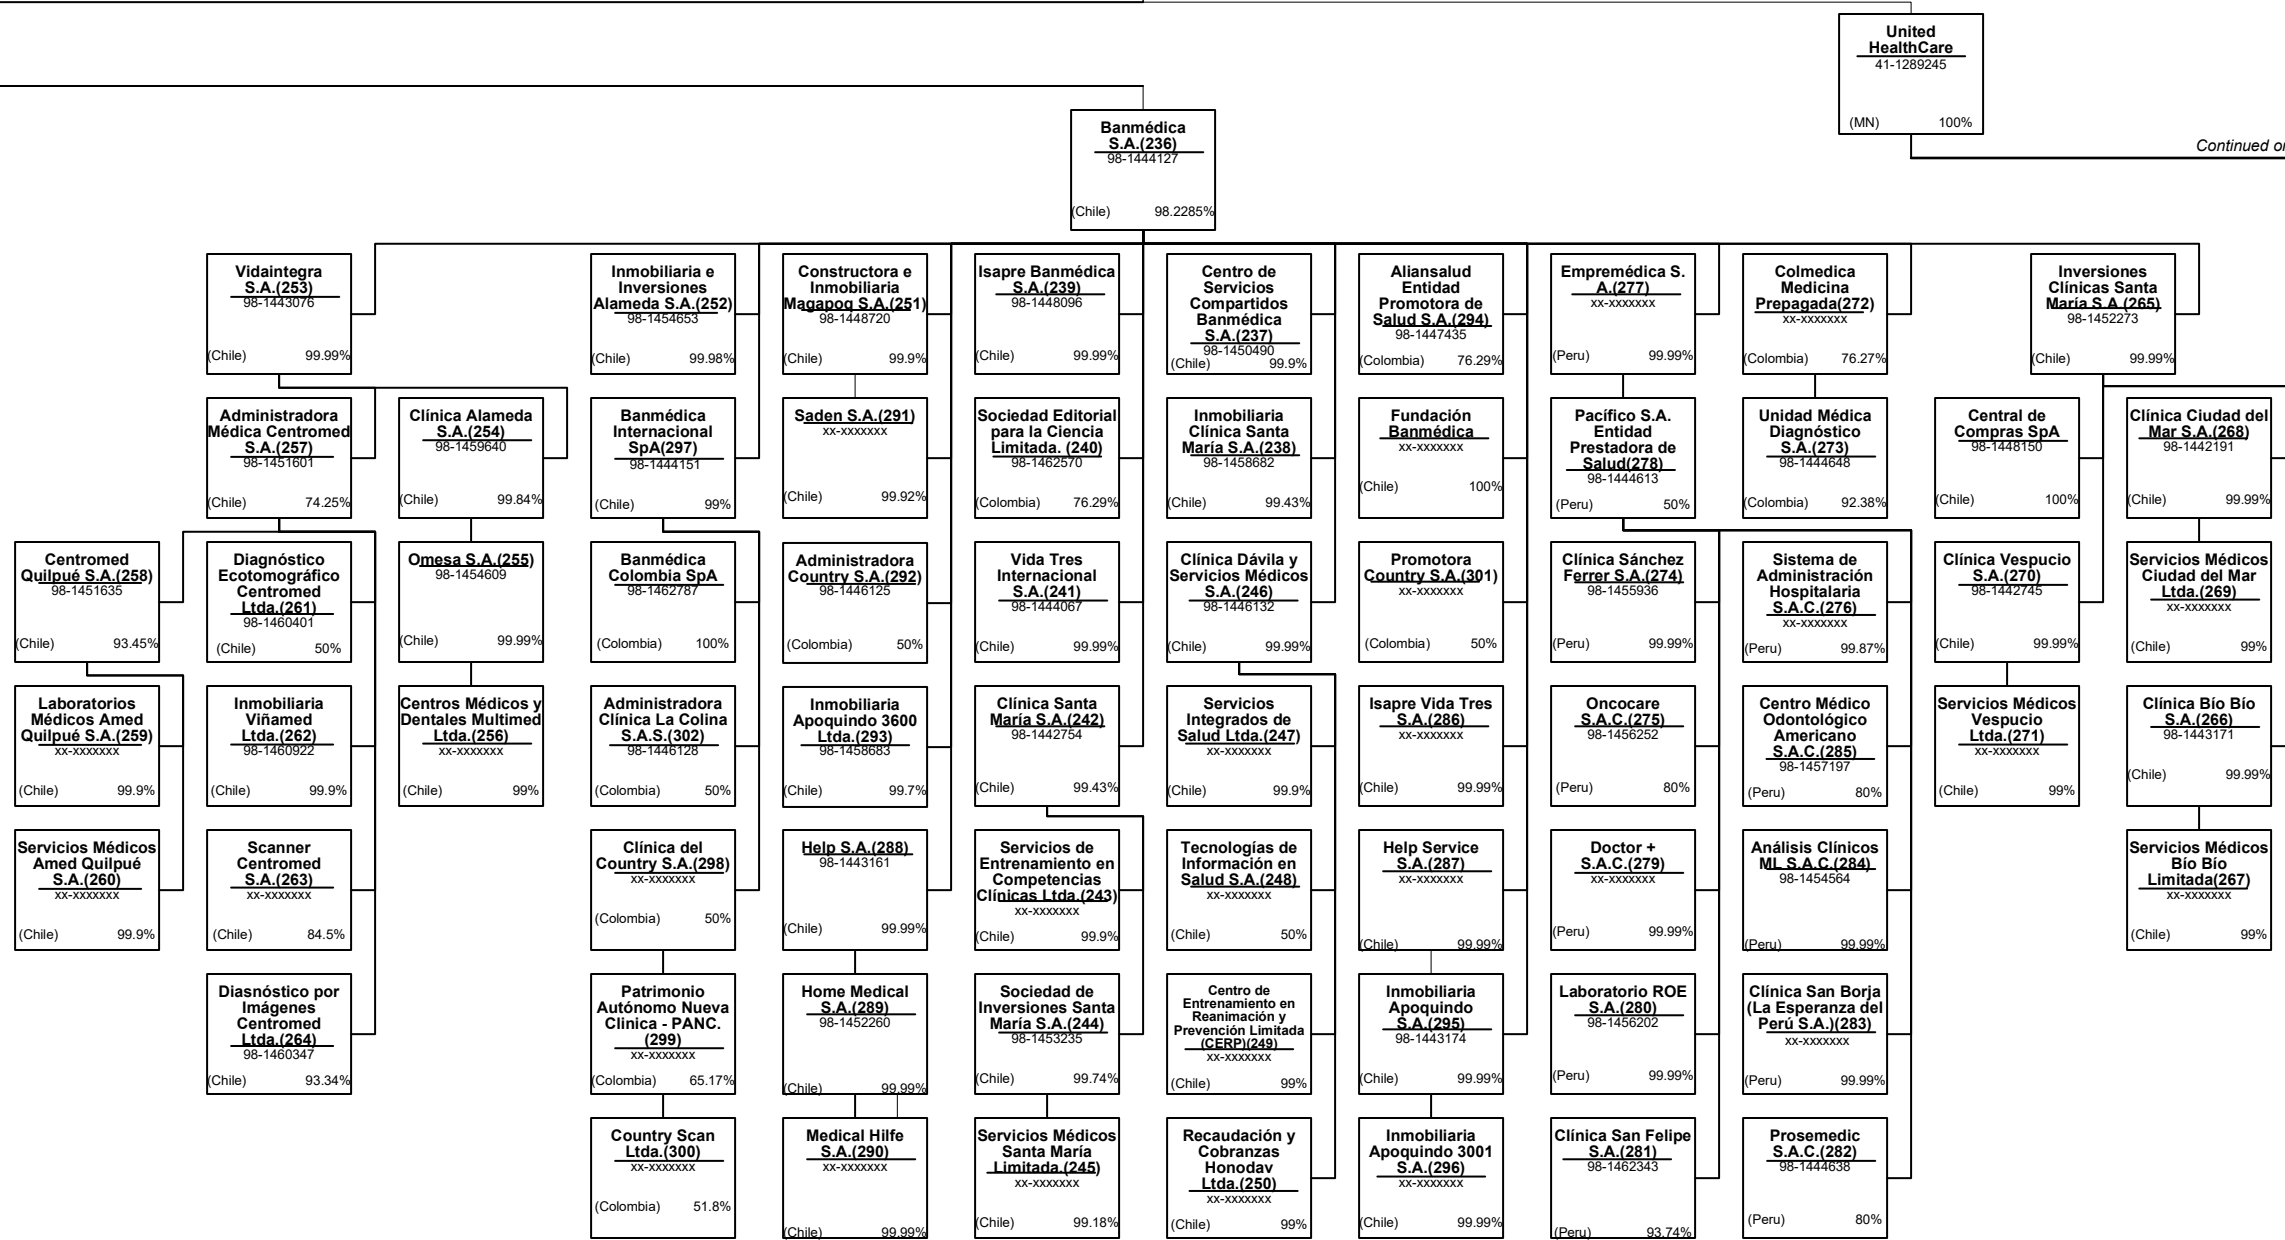 United
HealthCare
41-1289245
(MN) 100%
Continued on
Banmédica
S.A.(236)
98-1444127
(Chile) 98.2285%
Vidaintegra
S.A.(253)
98-1443076
(Chile) 99.99%
Inmobiliaria e
Inversiones
Alameda S.A.(252)
98-1454653
(Chile) 99.98%
Constructora e
Inmobiliaria
Magapoq S.A.(251)
98-1448720
(Chile) 99.9%
Isapre Banmédica
S.A.(239)
98-1448096
(Chile) 99.99%
Centro de
Servicios
Compartidos
Banmédica
S.A.(237)
98-1450490
(Chile) 99.9%
Aliansalud
Entidad
Promotora de
Salud S.A.(294)
98-1447435
(Colombia) 76.29%
Empremédica S.
A.(277)
xx-xxxxxxx
(Peru) 99.99%
Colmedica
Medicina
Prepagada(272)
xx-xxxxxxx
(Colombia) 76.27%
Inversiones
Clínicas Santa
María S.A.(265)
98-1452273
(Chile) 99.99%
Administradora
Médica Centromed
S.A.(257)
98-1451601
(Chile) 74.25%
Clínica Alameda
S.A.(254)
98-1459640
(Chile) 99.84%
Banmédica
Internacional
SpA(297)
98-1444151
(Chile) 99%
Saden S.A.(291)
xx-xxxxxxx
(Chile) 99.92%
Sociedad Editorial
para la Ciencia
Limitada. (240)
98-1462570
(Colombia) 76.29%
Inmobiliaria
Clínica Santa
María S.A.(238)
98-1458682
(Chile) 99.43%
Fundación
Banmédica
xx-xxxxxxx
(Chile) 100%
Pacífico S.A.
Entidad
Prestadora de
Salud(278)
98-1444613
(Peru) 50%
Unidad Médica
Diagnóstico
S.A.(273)
98-1444648
(Colombia) 92.38%
Central de
Compras SpA
98-1448150
(Chile) 100%
Clínica Ciudad del
Mar S.A.(268)
98-1442191
(Chile) 99.99%
Centromed
Quilpué S.A.(258)
98-1451635
(Chile) 93.45%
Diagnóstico
Ecotomográfico
Centromed
Ltda.(261)
98-1460401
(Chile) 50%
Omesa S.A.(255)
98-1454609
(Chile) 99.99%
Banmédica
Colombia SpA
98-1462787
(Colombia) 100%
Administradora
Country S.A.(292)
98-1446125
(Colombia) 50%
Vida Tres
Internacional
S.A.(241)
98-1444067
(Chile) 99.99%
Clínica Dávila y
Servicios Médicos
S.A.(246)
98-1446132
(Chile) 99.99%
Promotora
Country S.A.(301)
xx-xxxxxxx
(Colombia) 50%
Clínica Sánchez
Ferrer S.A.(274)
98-1455936
(Peru) 99.99%
Sistema de
Administración
Hospitalaria
S.A.C.(276)
xx-xxxxxxx
(Peru) 99.87%
Clínica Vespucio
S.A.(270)
98-1442745
(Chile) 99.99%
Servicios Médicos
Ciudad del Mar
Ltda.(269)
xx-xxxxxxx
(Chile) 99%
Laboratorios
Médicos Amed
Quilpué S.A.(259)
xx-xxxxxxx
(Chile) 99.9%
Inmobiliaria
Viñamed
Ltda.(262)
98-1460922
(Chile) 99.9%
Centros Médicos y
Dentales Multimed
Ltda.(256)
xx-xxxxxxx
(Chile) 99%
Administradora
Clínica La Colina
S.A.S.(302)
98-1446128
(Colombia) 50%
Inmobiliaria
Apoquindo 3600
Ltda.(293)
98-1458683
(Chile) 99.7%
Clínica Santa
María S.A.(242)
98-1442754
(Chile) 99.43%
Servicios
Integrados de
Salud Ltda.(247)
xx-xxxxxxx
(Chile) 99.9%
Isapre Vida Tres
S.A.(286)
xx-xxxxxxx
(Chile) 99.99%
Oncocare
S.A.C.(275)
98-1456252
(Peru) 80%
Centro Médico
Odontológico
Americano
S.A.C.(285)
98-1457197
(Peru) 80%
Servicios Médicos
Vespucio
Ltda.(271)
xx-xxxxxxx
(Chile) 99%
Clínica Bío Bío
S.A.(266)
98-1443171
(Chile) 99.99%
Servicios Médicos
Amed Quilpué
S.A.(260)
xx-xxxxxxx
(Chile) 99.9%
Scanner
Centromed
S.A.(263)
xx-xxxxxxx
(Chile) 84.5%
Clínica del
Country S.A.(298)
xx-xxxxxxx
(Colombia) 50%
Help S.A.(288)
98-1443161
(Chile) 99.99%
Servicios de
Entrenamiento en
Competencias
Clínicas Ltda.(243)
xx-xxxxxxx
(Chile) 99.9%
Tecnologías de
Información en
Salud S.A.(248)
xx-xxxxxxx
(Chile) 50%
Help Service
S.A.(287)
xx-xxxxxxx
(Chile) 99.99%
Doctor +
S.A.C.(279)
xx-xxxxxxx
(Peru) 99.99%
Análisis Clínicos
ML S.A.C.(284)
98-1454564
(Peru) 99.99%
Servicios Médicos
Bío Bío
Limitada(267)
xx-xxxxxxx
(Chile) 99%
Diasnóstico por
Imágenes
Centromed
Ltda.(264)
98-1460347
(Chile) 93.34%
Patrimonio
Autónomo Nueva
Clinica - PANC.
(299)
xx-xxxxxxx
(Colombia) 65.17%
Home Medical
S.A.(289)
98-1452260
(Chile) 99.99%
Sociedad de
Inversiones Santa
María S.A.(244)
98-1453235
(Chile) 99.74%
Centro de
Entrenamiento en
Reanimación y
Prevención Limitada
(CERP)(249)
xx-xxxxxxx
(Chile) 99%
Inmobiliaria
Apoquindo
S.A.(295)
98-1443174
(Chile) 99.99%
Laboratorio ROE
S.A.(280)
98-1456202
(Peru) 99.99%
Clínica San Borja
(La Esperanza del
Perú S.A.)(283)
xx-xxxxxxx
(Peru) 99.99%
Country Scan
Ltda.(300)
xx-xxxxxxx
(Colombia) 51.8%
Medical Hilfe
S.A.(290)
xx-xxxxxxx
(Chile) 99.99%
Servicios Médicos
Santa María
Limitada.(245)
xx-xxxxxxx
(Chile) 99.18%
Recaudación y
Cobranzas
Honodav
Ltda.(250)
xx-xxxxxxx
(Chile) 99%
Inmobiliaria
Apoquindo 3001
S.A.(296)
xx-xxxxxxx
(Chile) 99.99%
Clínica San Felipe
S.A.(281)
98-1462343
(Peru) 93.74%
Prosemedic
S.A.C.(282)
98-1444638
(Peru) 80%